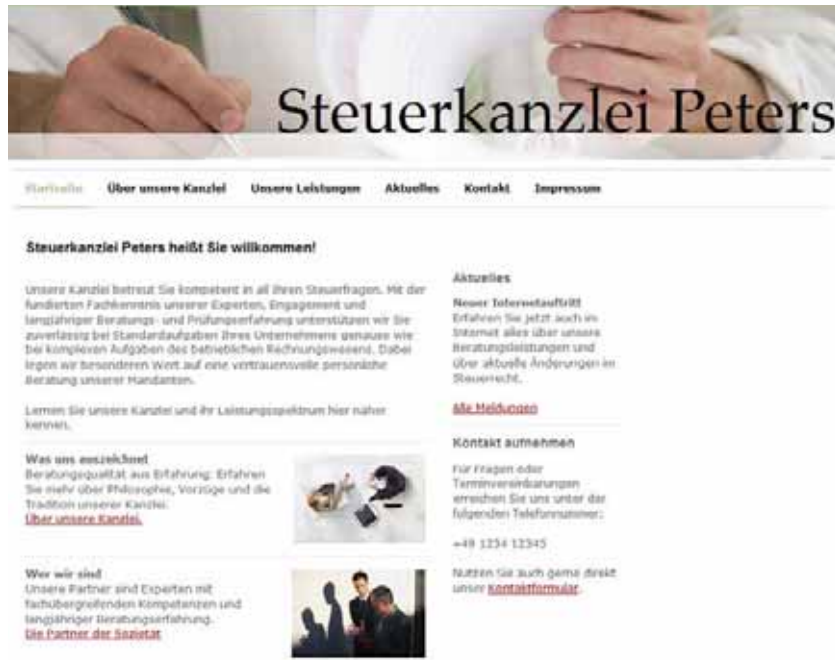 Steuerkanzlei Peters
Startseite Über unsere Kanzlei Unsere Leistungen Aktuelles Kontakt Impressum
Steuerkanzlei Peters heißt Sie willkommen!
Unsere Kanzlei betreut Sie kompetent in all Ihren Steuerfragen. Mit der
fundierten Fachkenntnis unserer Experten, Engagement und
langjähriger Beratungs- und Prüfungserfahrung unterstützen wir Sie
zuverlässig bei Standardaufgaben Ihres Unternehmens genauso wie
bei komplexen Aufgaben des betrieblichen Rechnungswesens. Dabei
legen wir besonderen Wert auf eine vertrauensvolle persönliche
Beratung unserer Mandanten.
Lernen Sie unsere Kanzlei und ihr Leistungsspektrum hier näher
kennen.
Was uns auszeichnet
Beratungsqualität aus Erfahrung: Erfahren
Sie mehr über Philosophie, Vorzüge und die
Tradition unserer Kanzlei.
Über unsere Kanzlei.
Wer wir sind
Unsere Partner sind Experten mit
fachübergreifenden Kompetenzen und
langjähriger Beratungserfahrung.
Die Partner der Sozietät
Aktuelles
Neuer Internetauftritt
Erfahren Sie jetzt auch im
Internet alles über unsere
Beratungsleistungen und
über aktuelle Änderungen im
Steuerrecht.
Alle Meldungen
Kontakt aufnehmen
Für Fragen oder
Terminvereinbarungen
erreichen Sie uns unter der
folgenden Telefonnummer:
+49 1234 12345
Nutzen Sie auch gerne direkt
unser Kontaktformular.